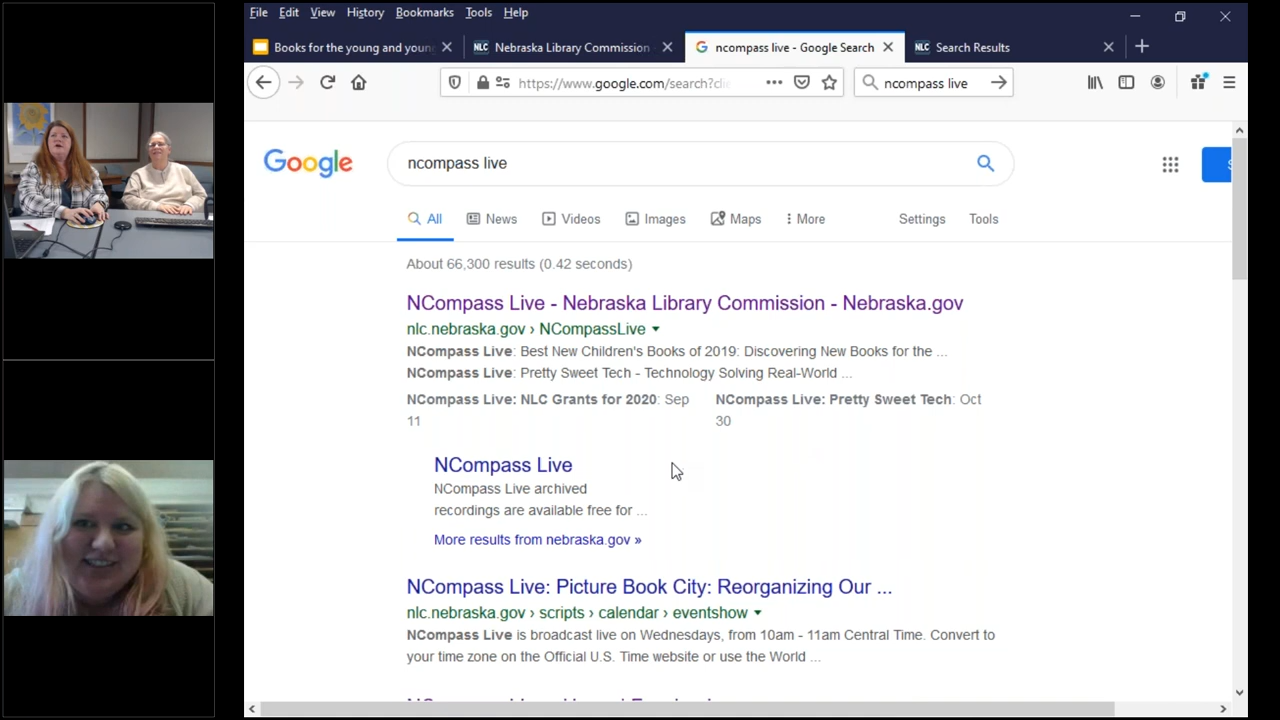 File Edit View History Bookmarks Tools Help
Books for the young and youn
NLC Nebraska Library Commission
ncompass live - Google Search
NLC Search Results
https://www.google.com/search?cli
ncompass live
Google
ncompass live
All News Videos Images Maps More Settings Tools
About 66,300 results (0.42 seconds)
NCompass Live - Nebraska Library Commission - Nebraska.gov
nlc.nebraska.gov › NCompassLive
NCompass Live: Best New Children's Books of 2019: Discovering New Books for the ...
NCompass Live: Pretty Sweet Tech - Technology Solving Real-World ...
NCompass Live: NLC Grants for 2020: Sep
11
NCompass Live: Pretty Sweet Tech: Oct
30
NCompass Live
NCompass Live archived
recordings are available free for ...
More results from nebraska.gov »
NCompass Live: Picture Book City: Reorganizing Our ...
nlc.nebraska.gov › scripts › calendar › eventshow
NCompass Live is broadcast live on Wednesdays, from 10am - 11am Central Time. Convert to
your time zone on the Official U.S. Time website or use the World ...